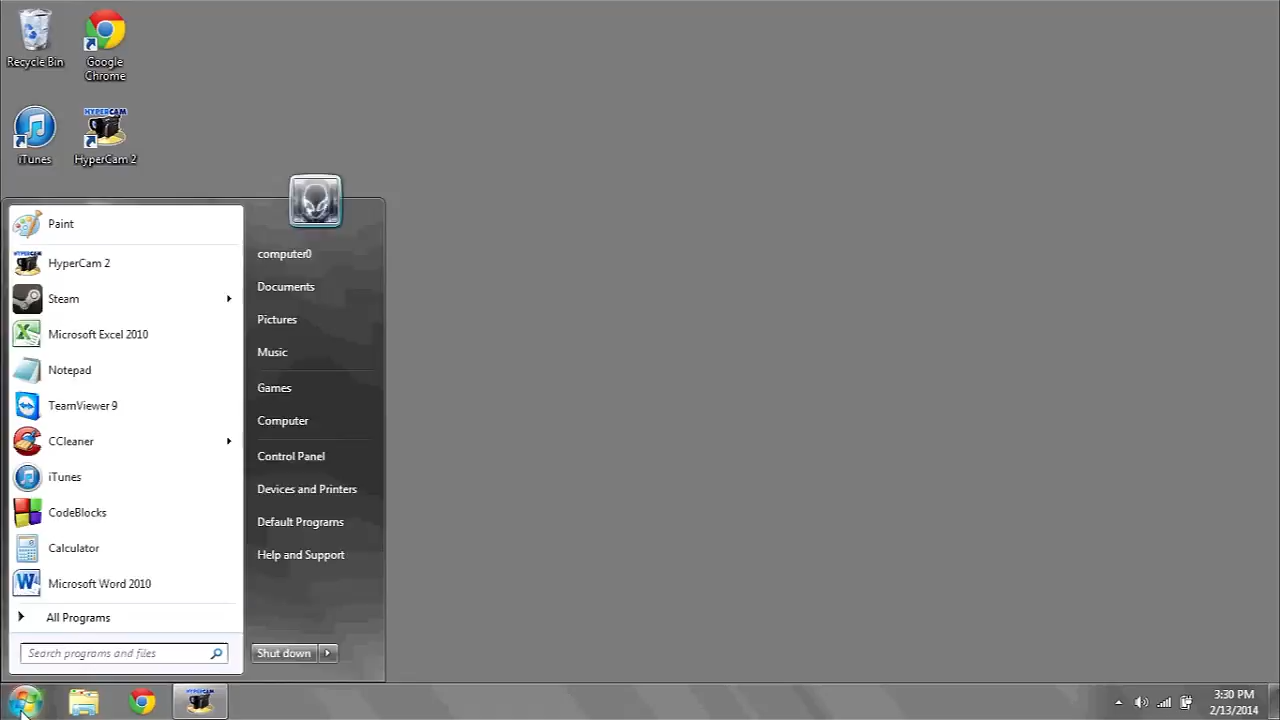 Recycle Bin
Google
Chrome
HYPERCAM
iTunes
HyperCam 2
Paint
HyperCam 2
Steam
Microsoft Excel 2010
Notepad
TeamViewer 9
CCleaner
iTunes
CodeBlocks
Calculator
Microsoft Word 2010
All Programs
Search programs and files
computer0
Documents
Pictures
Music
Games
Computer
Control Panel
Devices and Printers
Default Programs
Help and Support
Shut down
HYPERCAM
3:30 PM
2/13/2014